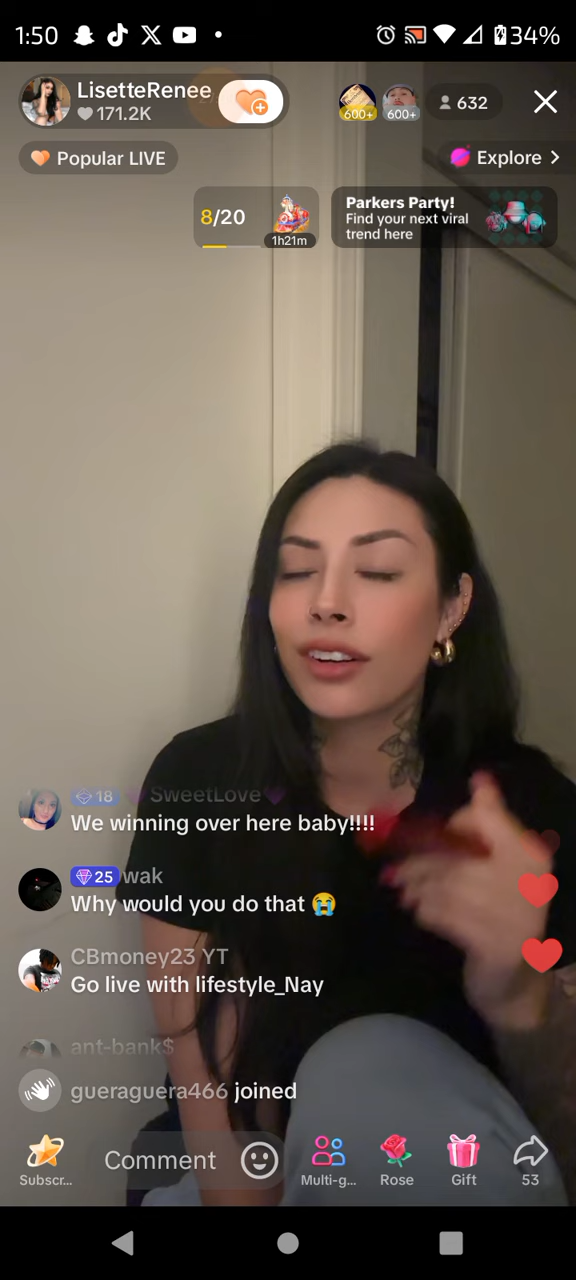 1:50
34%
LisetteRenee
171.2K
600+
600+
632
Popular LIVE
Explore
8/20
1h21m
Parkers Party!
Find your next viral
trend here
18 SweetLove
We winning over here baby!!!!
25 wak
Why would you do that 😭
CBmoney23 YT
Go live with lifestyle_Nay
ant-bank$
gueraguera466 joined
Comment
Subscr...
Multi-g...
Rose
Gift
53